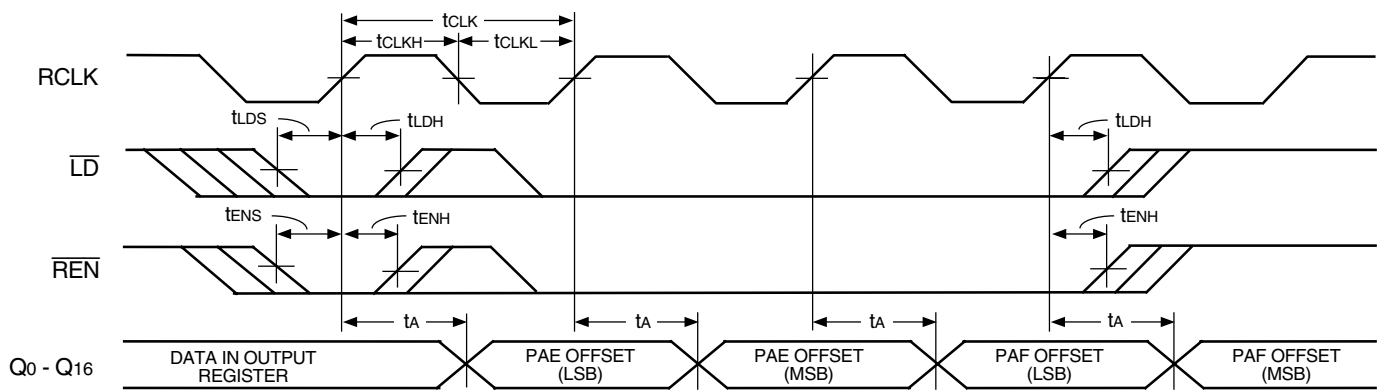 tCLK
tCLKH
tCLKL
RCLK
tLDS
tLDH
tLDH
LD
tENS
tENH
tENH
REN
tA
tA
tA
tA
Q0 - Q16
DATA IN OUTPUT
REGISTER
PAE OFFSET
(LSB)
PAE OFFSET
(MSB)
PAF OFFSET
(LSB)
PAF OFFSET
(MSB)